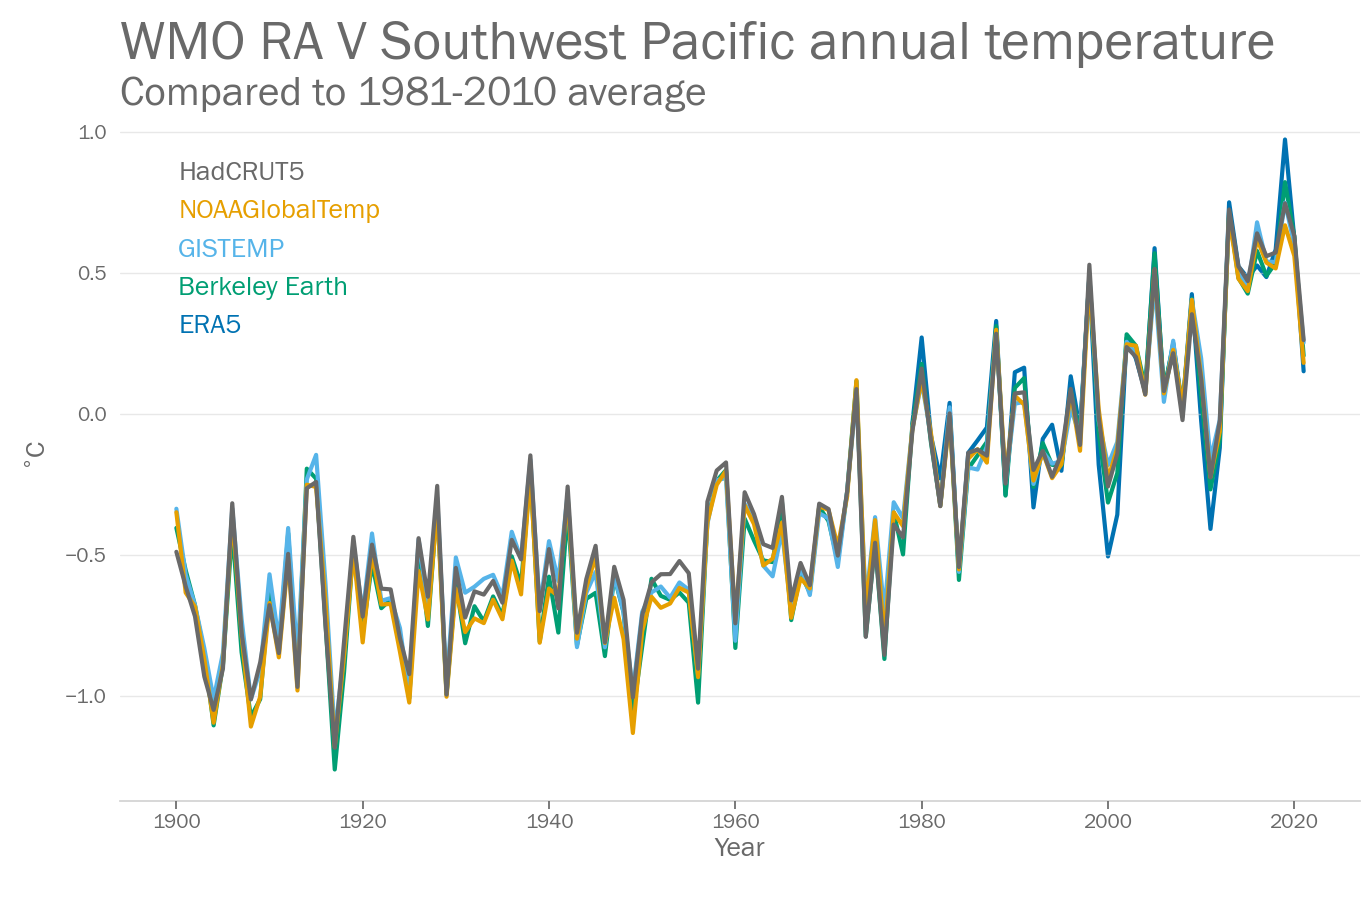 WMO RA V Southwest Pacific annual temperature
Compared to 1981-2010 average
1.0
HadCRUT5
NOAAGlobalTemp
GISTEMP
0.5
Berkeley Earth
ERA5
0.0
°C
−0.5
−1.0
1900 1920 1940 1960 1980 2000 2020
Year